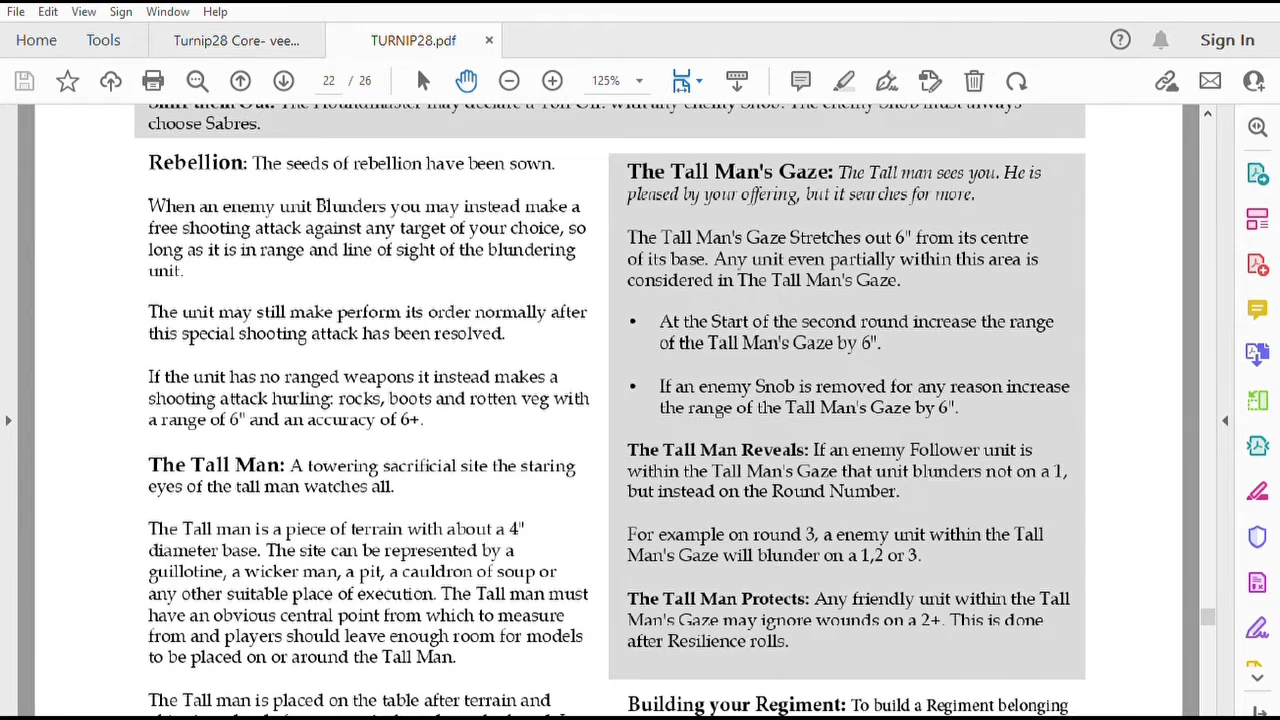 File Edit View Sign Window Help
Home Tools Turnip28 Core- vee... TURNIP28.pdf × Sign In
22 / 26 125%
Sniff them Out: The Houndmaster may declare a Toff Off! with any enemy Snob. The enemy Snob must always
choose Sabres.
Rebellion: The seeds of rebellion have been sown.
When an enemy unit Blunders you may instead make a
free shooting attack against any target of your choice, so
long as it is in range and line of sight of the blundering
unit.
The unit may still make perform its order normally after
this special shooting attack has been resolved.
If the unit has no ranged weapons it instead makes a
shooting attack hurling: rocks, boots and rotten veg with
a range of 6" and an accuracy of 6+.
The Tall Man: A towering sacrificial site the staring
eyes of the tall man watches all.
The Tall man is a piece of terrain with about a 4"
diameter base. The site can be represented by a
guillotine, a wicker man, a pit, a cauldron of soup or
any other suitable place of execution. The Tall man must
have an obvious central point from which to measure
from and players should leave enough room for models
to be placed on or around the Tall Man.
The Tall man is placed on the table after terrain and
The Tall Man's Gaze: The Tall man sees you. He is
pleased by your offering, but it searches for more.
The Tall Man's Gaze Stretches out 6" from its centre
of its base. Any unit even partially within this area is
considered in The Tall Man's Gaze.
• At the Start of the second round increase the range
of the Tall Man's Gaze by 6".
• If an enemy Snob is removed for any reason increase
the range of the Tall Man's Gaze by 6".
The Tall Man Reveals: If an enemy Follower unit is
within the Tall Man's Gaze that unit blunders not on a 1,
but instead on the Round Number.
For example on round 3, a enemy unit within the Tall
Man's Gaze will blunder on a 1,2 or 3.
The Tall Man Protects: Any friendly unit within the Tall
Man's Gaze may ignore wounds on a 2+. This is done
after Resilience rolls.
Building your Regiment: To build a Regiment belonging